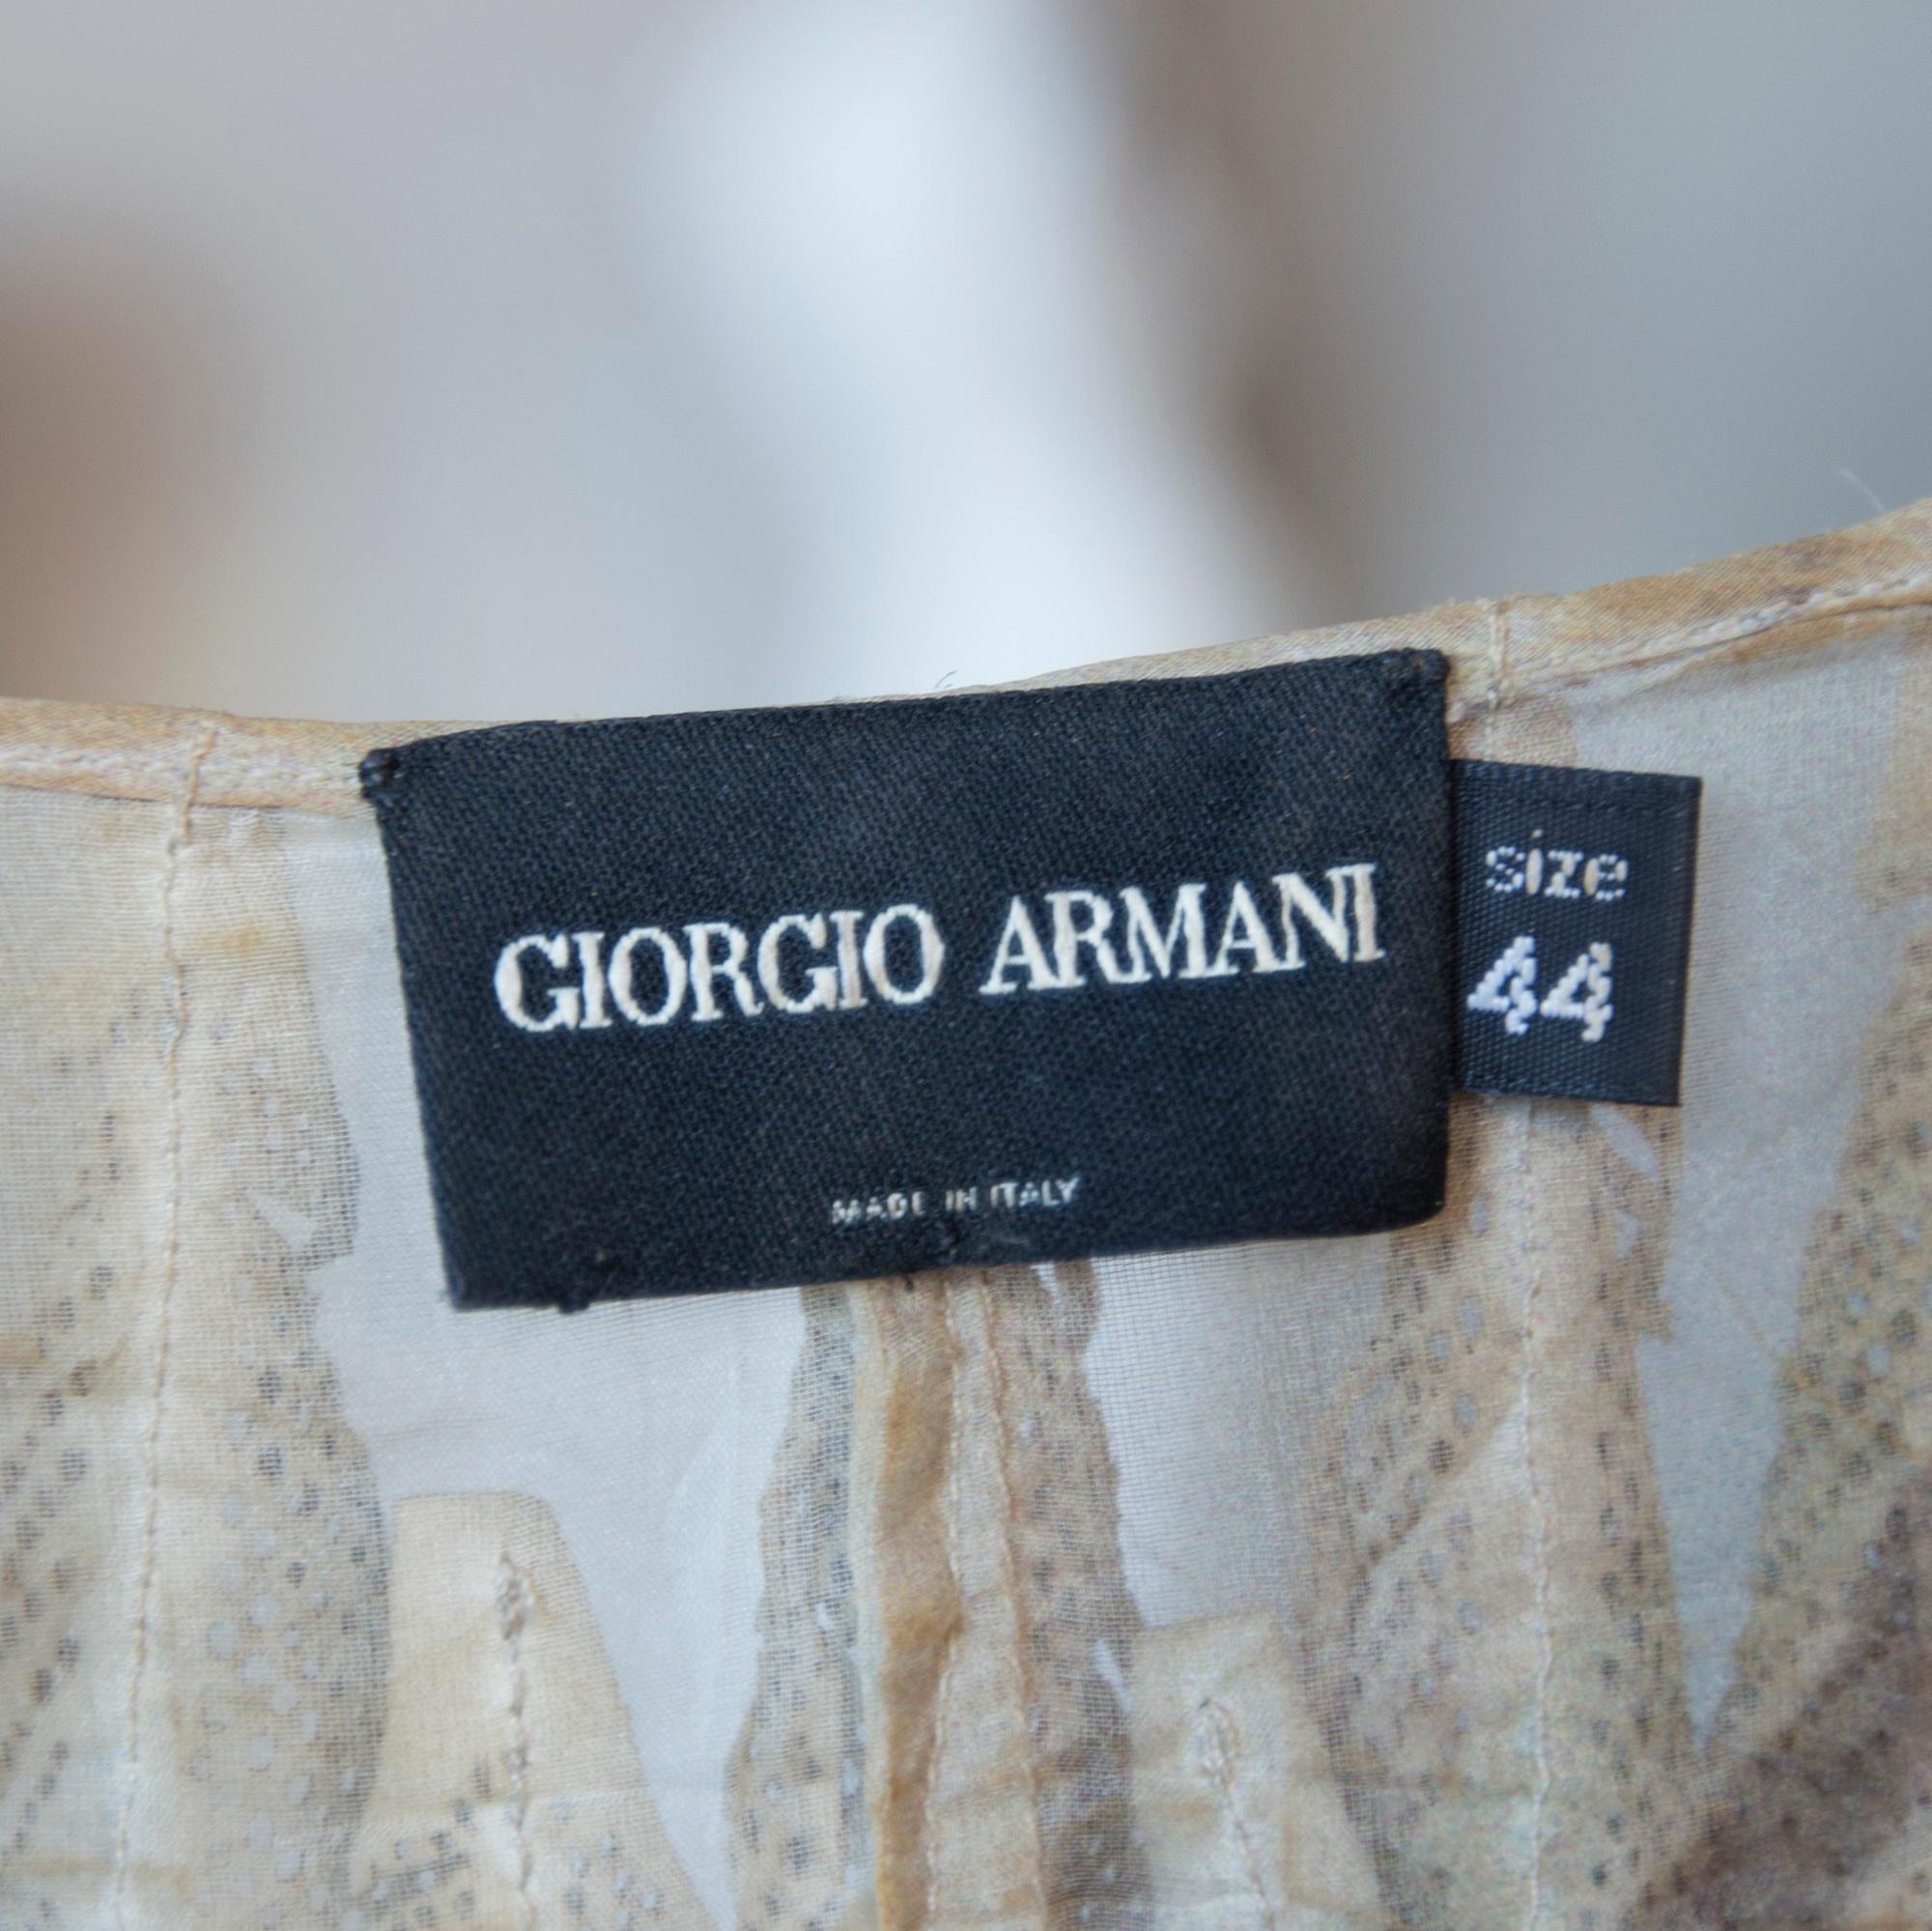 GIORGIO ARMANI
MADE IN ITALY
size
44